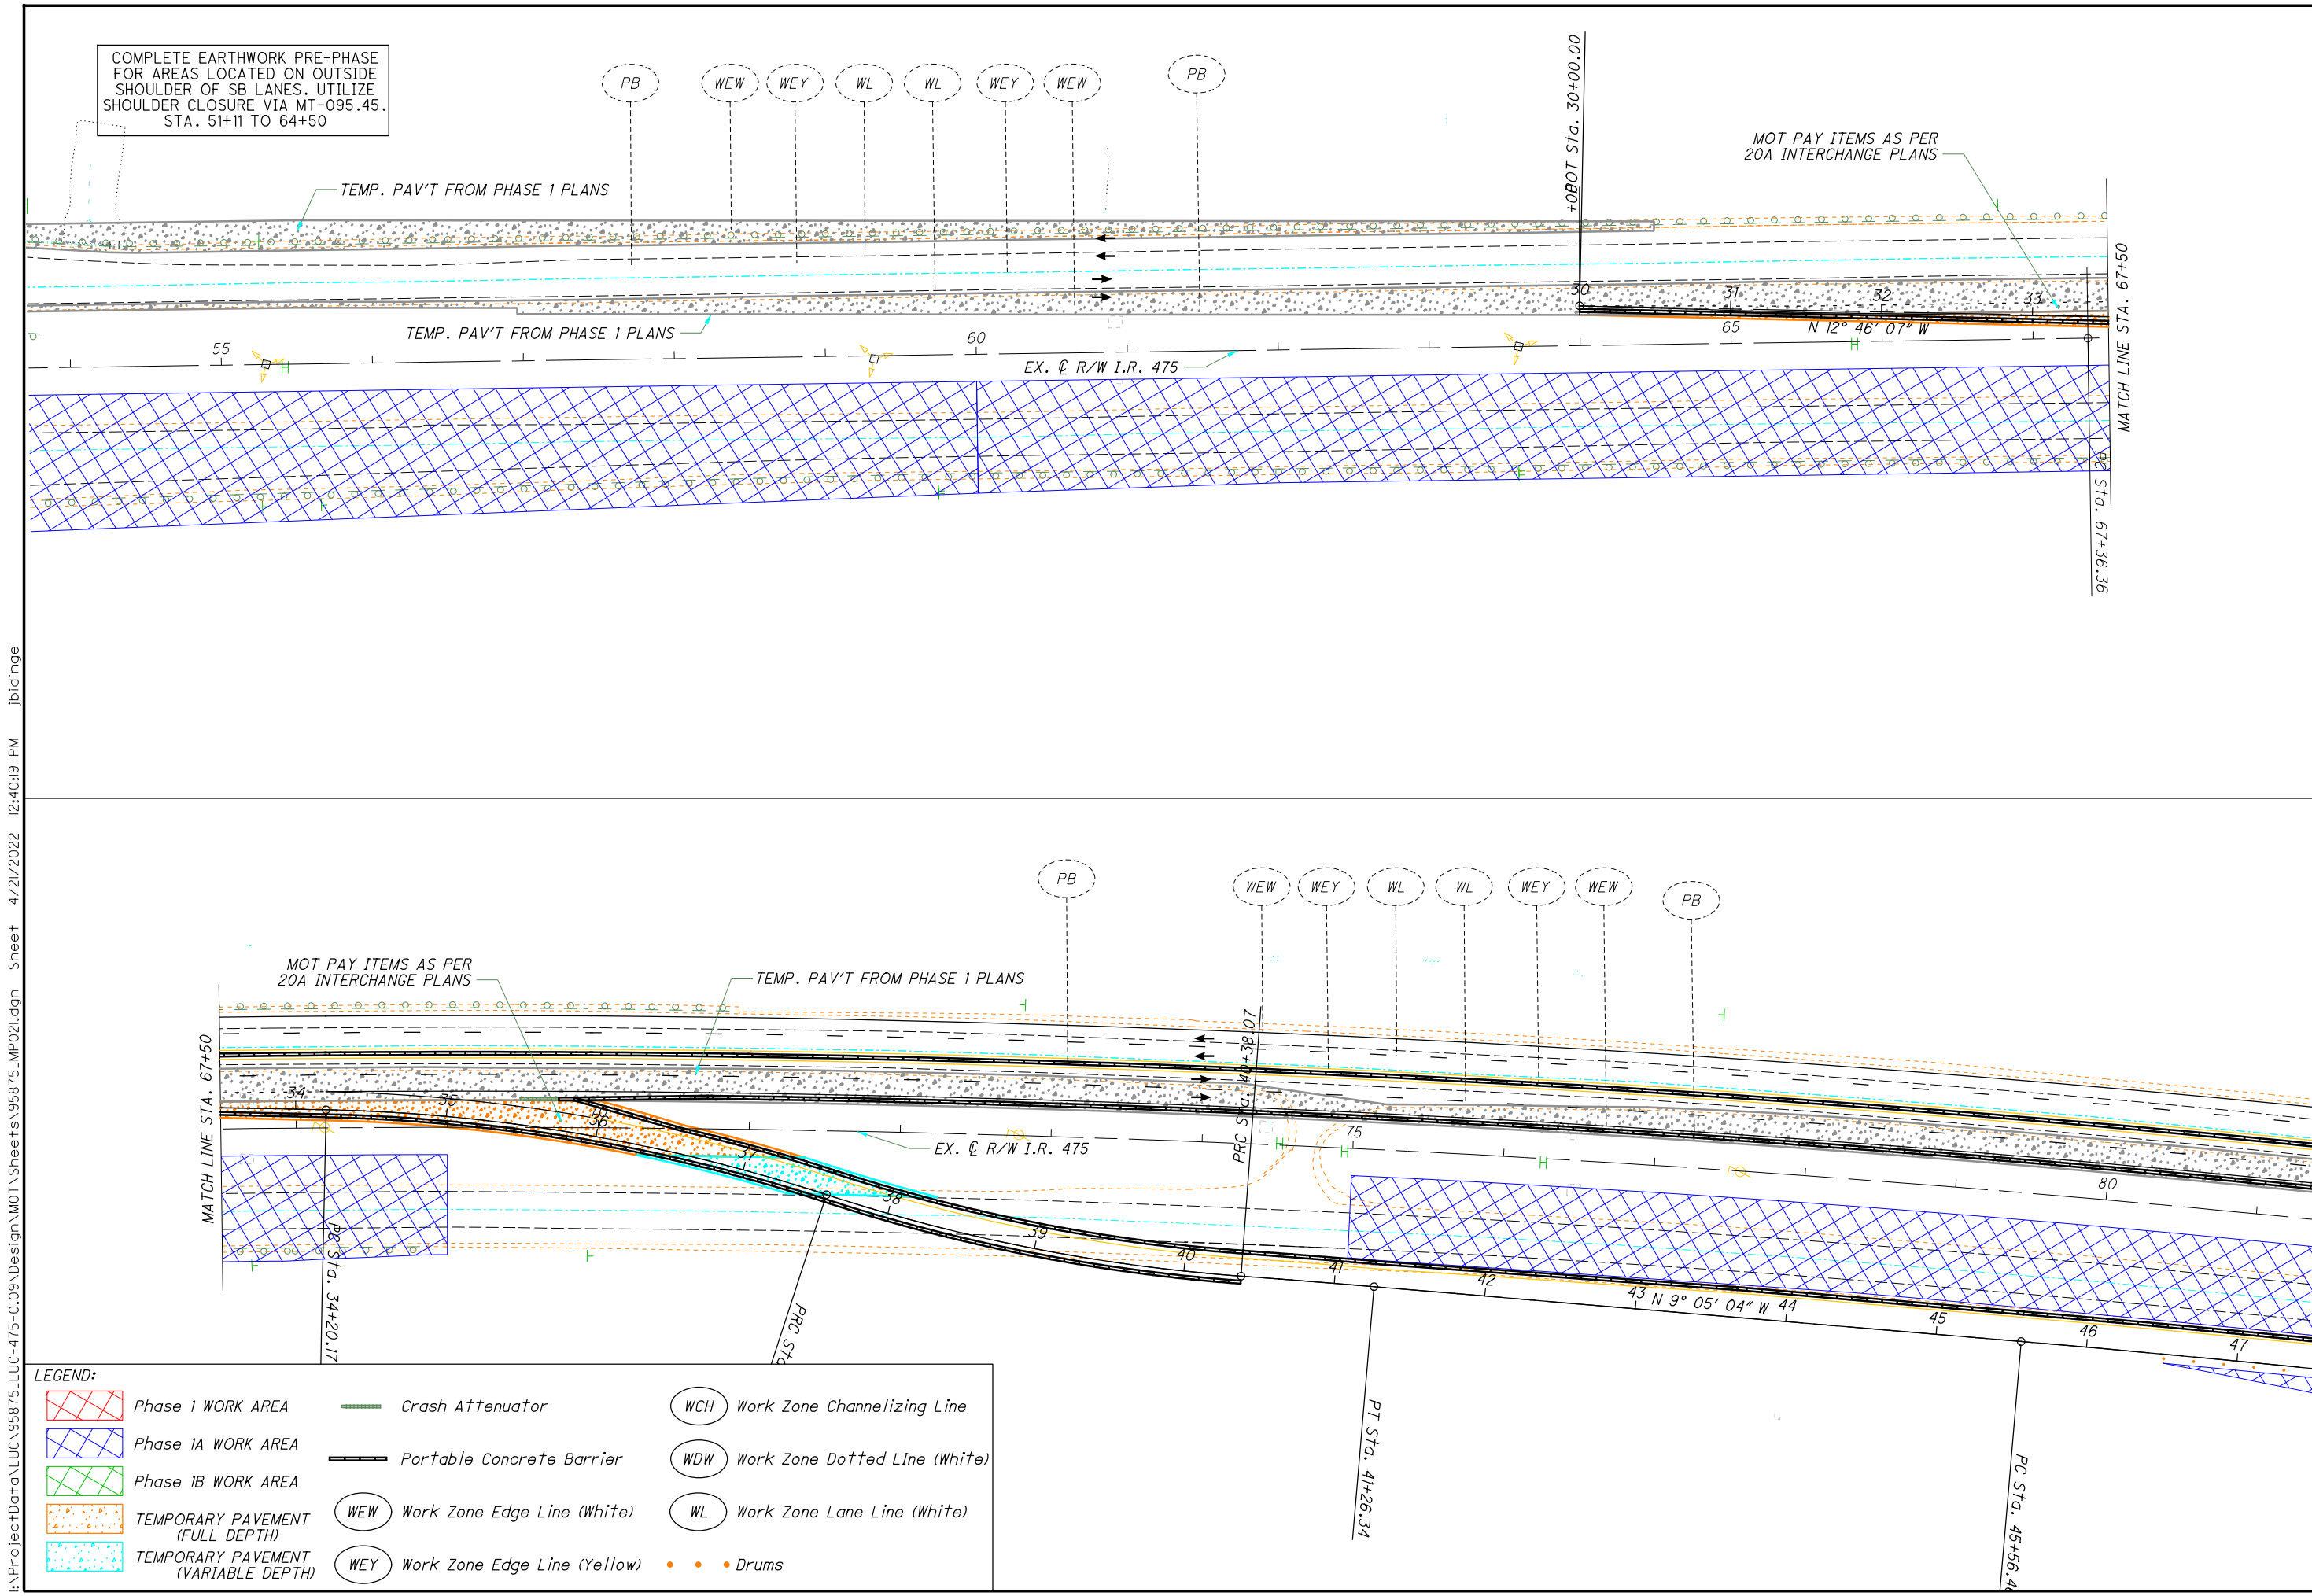 COMPLETE EARTHWORK PRE-PHASE
FOR AREAS LOCATED ON OUTSIDE
SHOULDER OF SB LANES. UTILIZE
SHOULDER CLOSURE VIA MT-095.45.
STA. 51+11 TO 64+50
PB
WEW
WEY
WL
WL
WEY
WEW
PB
MOT PAY ITEMS AS PER
20A INTERCHANGE PLANS
TEMP. PAV'T FROM PHASE 1 PLANS
30
31
32
33
TEMP. PAV'T FROM PHASE 1 PLANS
65
N 12° 46' 07" W
55
60
EX. ℄ R/W I.R. 475
MATCH LINE STA. 67+50
PC Sta. 67+36.36
PB
WEW
WEY
WL
WL
WEY
WEW
PB
MOT PAY ITEMS AS PER
20A INTERCHANGE PLANS
TEMP. PAV'T FROM PHASE 1 PLANS
MATCH LINE STA. 67+50
PRC Sta. 40+38.07
34
35
36
37
38
39
40
41
42
43
N 9° 05' 04" W
44
45
46
47
EX. ℄ R/W I.R. 475
75
80
PC Sta. 34+20.17
PT Sta. 41+26.34
LEGEND:
Phase 1 WORK AREA
Phase 1A WORK AREA
Phase 1B WORK AREA
TEMPORARY PAVEMENT
(FULL DEPTH)
TEMPORARY PAVEMENT
(VARIABLE DEPTH)
Crash Attenuator
Portable Concrete Barrier
WEW Work Zone Edge Line (White)
WEY Work Zone Edge Line (Yellow)
WCH Work Zone Channelizing Line
WDW Work Zone Dotted LIne (White)
WL Work Zone Lane Line (White)
Drums
I:\ProjectData\LUC\95875_LUC-475-0.09\Design\MOT\Sheets\95875_MP021.dgn Sheet 4/21/2022 12:40:19 PM jbidinge